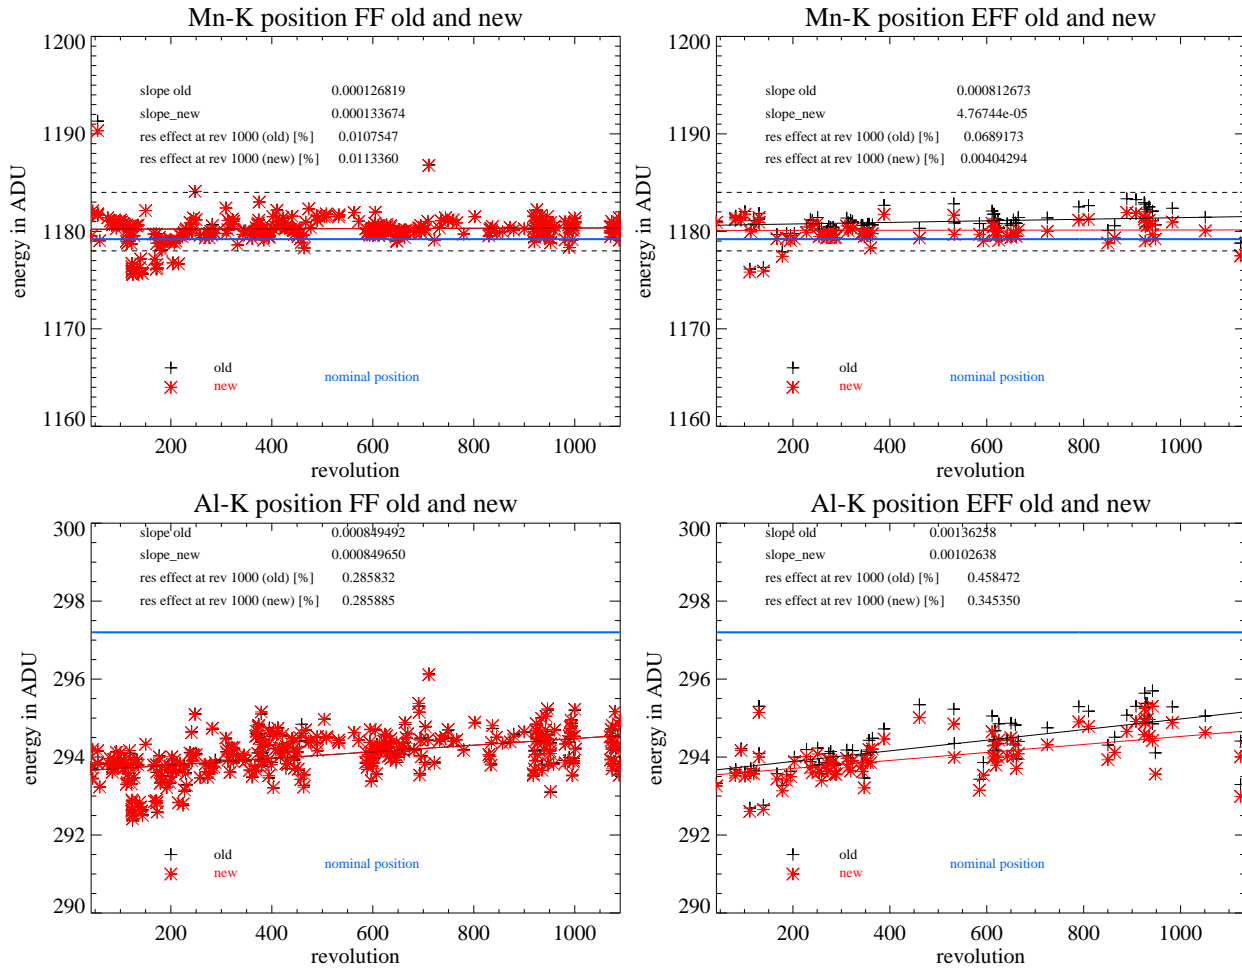 Mn-K position FF old and new
1200
1190
1180
1170
1160
energy in ADU
slope old 0.000126819
slope_new 0.000133674
res effect at rev 1000 (old) [%] 0.0107547
res effect at rev 1000 (new) [%] 0.0113360
old
new
nominal position
200 400 600 800 1000
revolution
Mn-K position EFF old and new
1200
1190
1180
1170
1160
energy in ADU
slope old 0.000812673
slope_new 4.76744e-05
res effect at rev 1000 (old) [%] 0.0689173
res effect at rev 1000 (new) [%] 0.00404294
old
new
nominal position
200 400 600 800 1000
revolution
Al-K position FF old and new
300
298
296
294
292
290
energy in ADU
slope old 0.000849492
slope_new 0.000849650
res effect at rev 1000 (old) [%] 0.285832
res effect at rev 1000 (new) [%] 0.285885
old
new
nominal position
200 400 600 800 1000
revolution
Al-K position EFF old and new
300
298
296
294
292
290
energy in ADU
slope old 0.00136258
slope_new 0.00102638
res effect at rev 1000 (old) [%] 0.458472
res effect at rev 1000 (new) [%] 0.345350
old
new
nominal position
200 400 600 800 1000
revolution